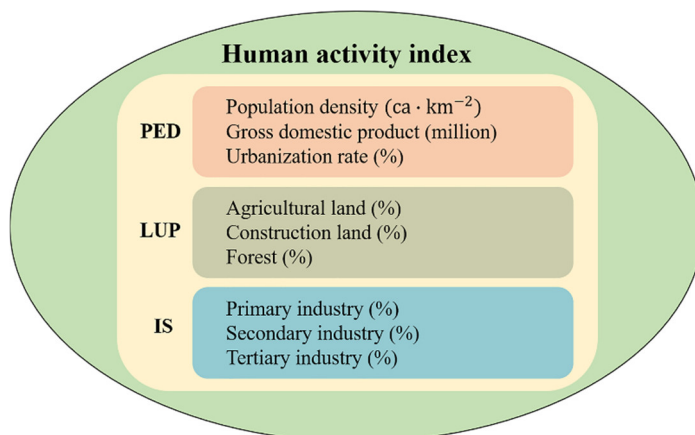 Human activity index
PED
Population density (ca · km⁻²)
Gross domestic product (million)
Urbanization rate (%)
LUP
Agricultural land (%)
Construction land (%)
Forest (%)
IS
Primary industry (%)
Secondary industry (%)
Tertiary industry (%)